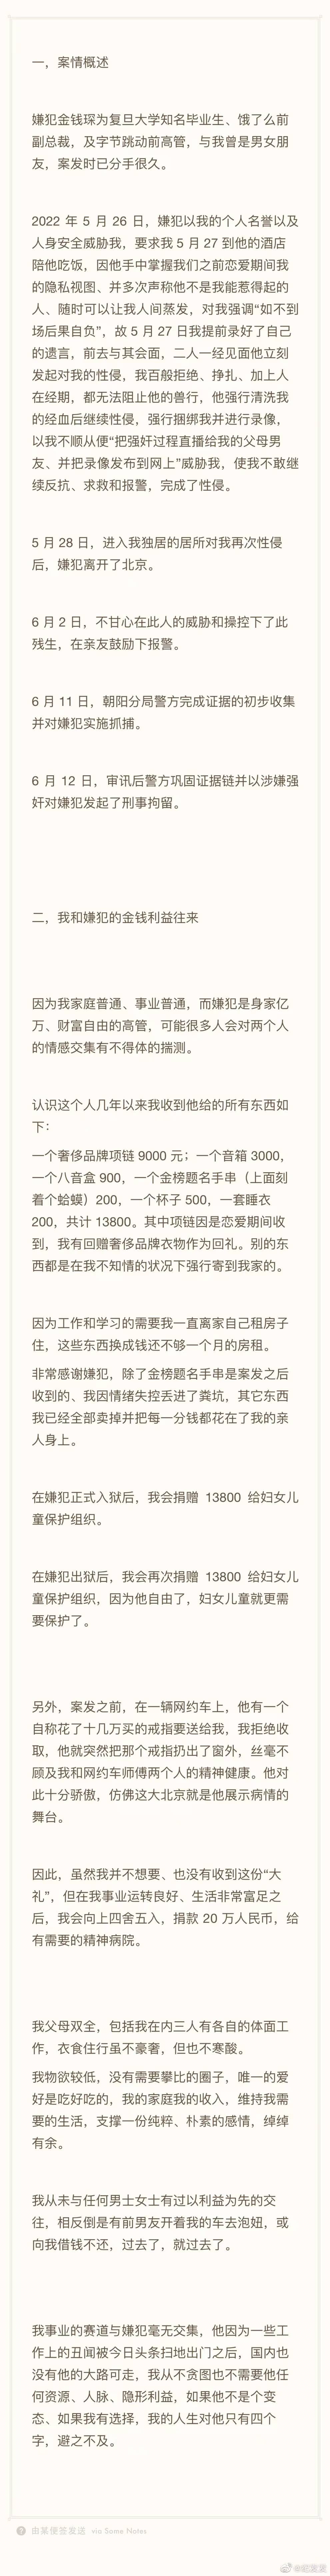 一，案情概述
嫌犯金钱琛为复旦大学知名毕业生、饿了么前
副总裁，及字节跳动前高管，与我曾是男女朋
友，案发时已分手很久。
2022 年 5 月 26 日，嫌犯以我的个人名誉以及
人身安全威胁我，要求我 5 月 27 到他的酒店
陪他吃饭，因他手中掌握我们之前恋爱期间我
的隐私视图、并多次声称他不是我能惹得起的
人、随时可以让我人间蒸发，对我强调“如不到
场后果自负”，故 5 月 27 日我提前录好了自己
的遗言，前去与其会面，二人一经见面他立刻
发起对我的性侵，我百般拒绝、挣扎、加上人
在经期，都无法阻止他的兽行，他强行清洗我
的经血后继续性侵，强行捆绑我并进行录像，
以我不顺从便“把强奸过程直播给我的父母男
友、并把录像发布到网上”威胁我，使我不敢继
续反抗、求救和报警，完成了性侵。
5 月 28 日，进入我独居的居所对我再次性侵
后，嫌犯离开了北京。
6 月 2 日，不甘心在此人的威胁和操控下了此
残生，在亲友鼓励下报警。
6 月 11 日，朝阳分局警方完成证据的初步收集
并对嫌犯实施抓捕。
6 月 12 日，审讯后警方巩固证据链并以涉嫌强
奸对嫌犯发起了刑事拘留。
二，我和嫌犯的金钱利益往来
因为我家庭普通、事业普通，而嫌犯是身家亿
万、财富自由的高管，可能很多人会对两个人
的情感交集有不得体的揣测。
认识这个人几年以来我收到他给的所有东西如
下：
一个奢侈品牌项链 9000 元；一个音箱 3000，
一个八音盒 900，一个金榜题名手串（上面刻
着个蛤蟆）200，一个杯子 500，一套睡衣
200，共计 13800。其中项链因是恋爱期间收
到，我有回赠奢侈品牌衣物作为回礼。别的东
西都是在我不知情的状况下强行寄到我家的。
因为工作和学习的需要我一直离家自己租房子
住，这些东西换成钱还不够一个月的房租。
非常感谢嫌犯，除了金榜题名手串是案发之后
收到的、我因情绪失控丢进了粪坑，其它东西
我已经全部卖掉并把每一分钱都花在了我的亲
人身上。
在嫌犯正式入狱后，我会捐赠 13800 给妇女儿
童保护组织。
在嫌犯出狱后，我会再次捐赠 13800 给妇女儿
童保护组织，因为他自由了，妇女儿童就更需
要保护了。
另外，案发之前，在一辆网约车上，他有一个
自称花了十几万买的戒指要送给我，我拒绝收
取，他就突然把那个戒指扔出了窗外，丝毫不
顾及我和网约车师傅两个人的精神健康。他对
此十分骄傲，仿佛这大北京就是他展示病情的
舞台。
因此，虽然我并不想要、也没有收到这份“大
礼”，但在我事业运转良好、生活非常富足之
后，我会向上四舍五入，捐款 20 万人民币，给
有需要的精神病院。
我父母双全，包括我在内三人有各自的体面工
作，衣食住行虽不豪奢，但也不寒酸。
我物欲较低，没有需要攀比的圈子，唯一的爱
好是吃好吃的，我的家庭我的收入，维持我需
要的生活，支撑一份纯粹、朴素的感情，绰绰
有余。
我从未与任何男士女士有过以利益为先的交
往，相反倒是有前男友开着我的车去泡妞，或
向我借钱不还，过去了，就过去了。
我事业的赛道与嫌犯毫无交集，他因为一些工
作上的丑闻被今日头条扫地出门之后，国内也
没有他的大路可走，我从不贪图也不需要他任
何资源、人脉、隐形利益，如果他不是个变
态、如果我有选择，我的人生对他只有四个
字，避之不及。
由某便签发送 via Some Notes